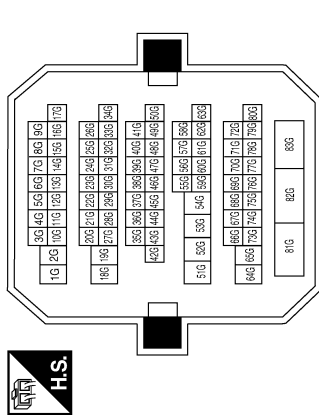 3G 4G 5G 6G 7G 8G 9G
1G 2G 10G 11G 12G 13G 14G 15G 16G 17G
20G 21G 22G 23G 24G 25G 26G
18G 19G 27G 28G 29G 30G 31G 32G 33G 34G
35G 36G 37G 38G 39G 40G 41G
42G 43G 44G 45G 46G 47G 48G 49G 50G
55G 56G 57G 58G
51G 52G 53G 54G 59G 60G 61G 62G 63G
66G 67G 68G 69G 70G 71G 72G
64G 65G 73G 74G 75G 76G 77G 78G 79G 80G
81G 82G 83G
H.S.